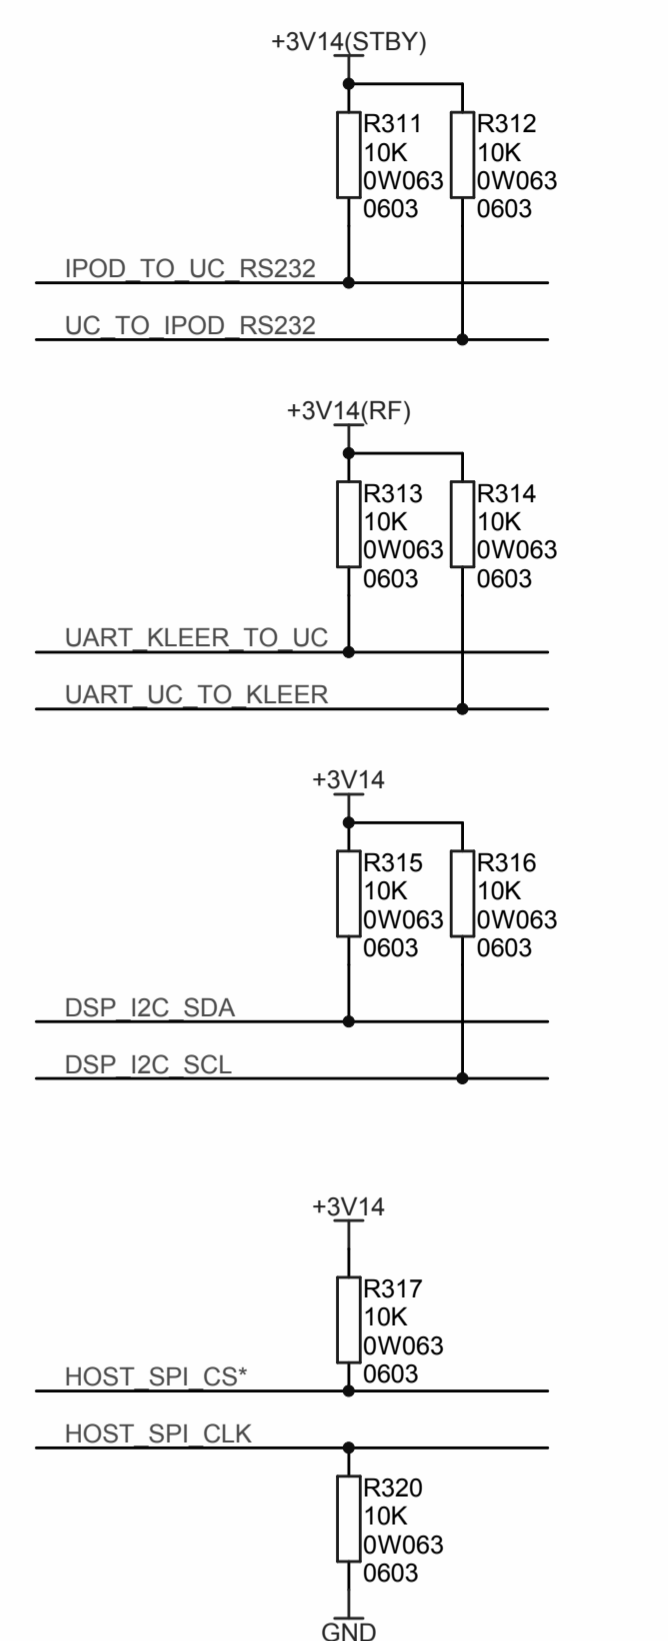 +3V14(STBY)
R311
10K
0W063
0603
R312
10K
0W063
0603
IPOD_TO_UC_RS232
UC_TO_IPOD_RS232
+3V14(RF)
R313
10K
0W063
0603
R314
10K
0W063
0603
UART_KLEER_TO_UC
UART_UC_TO_KLEER
+3V14
R315
10K
0W063
0603
R316
10K
0W063
0603
DSP_I2C_SDA
DSP_I2C_SCL
+3V14
R317
10K
0W063
0603
HOST_SPI_CS*
HOST_SPI_CLK
R320
10K
0W063
0603
GND